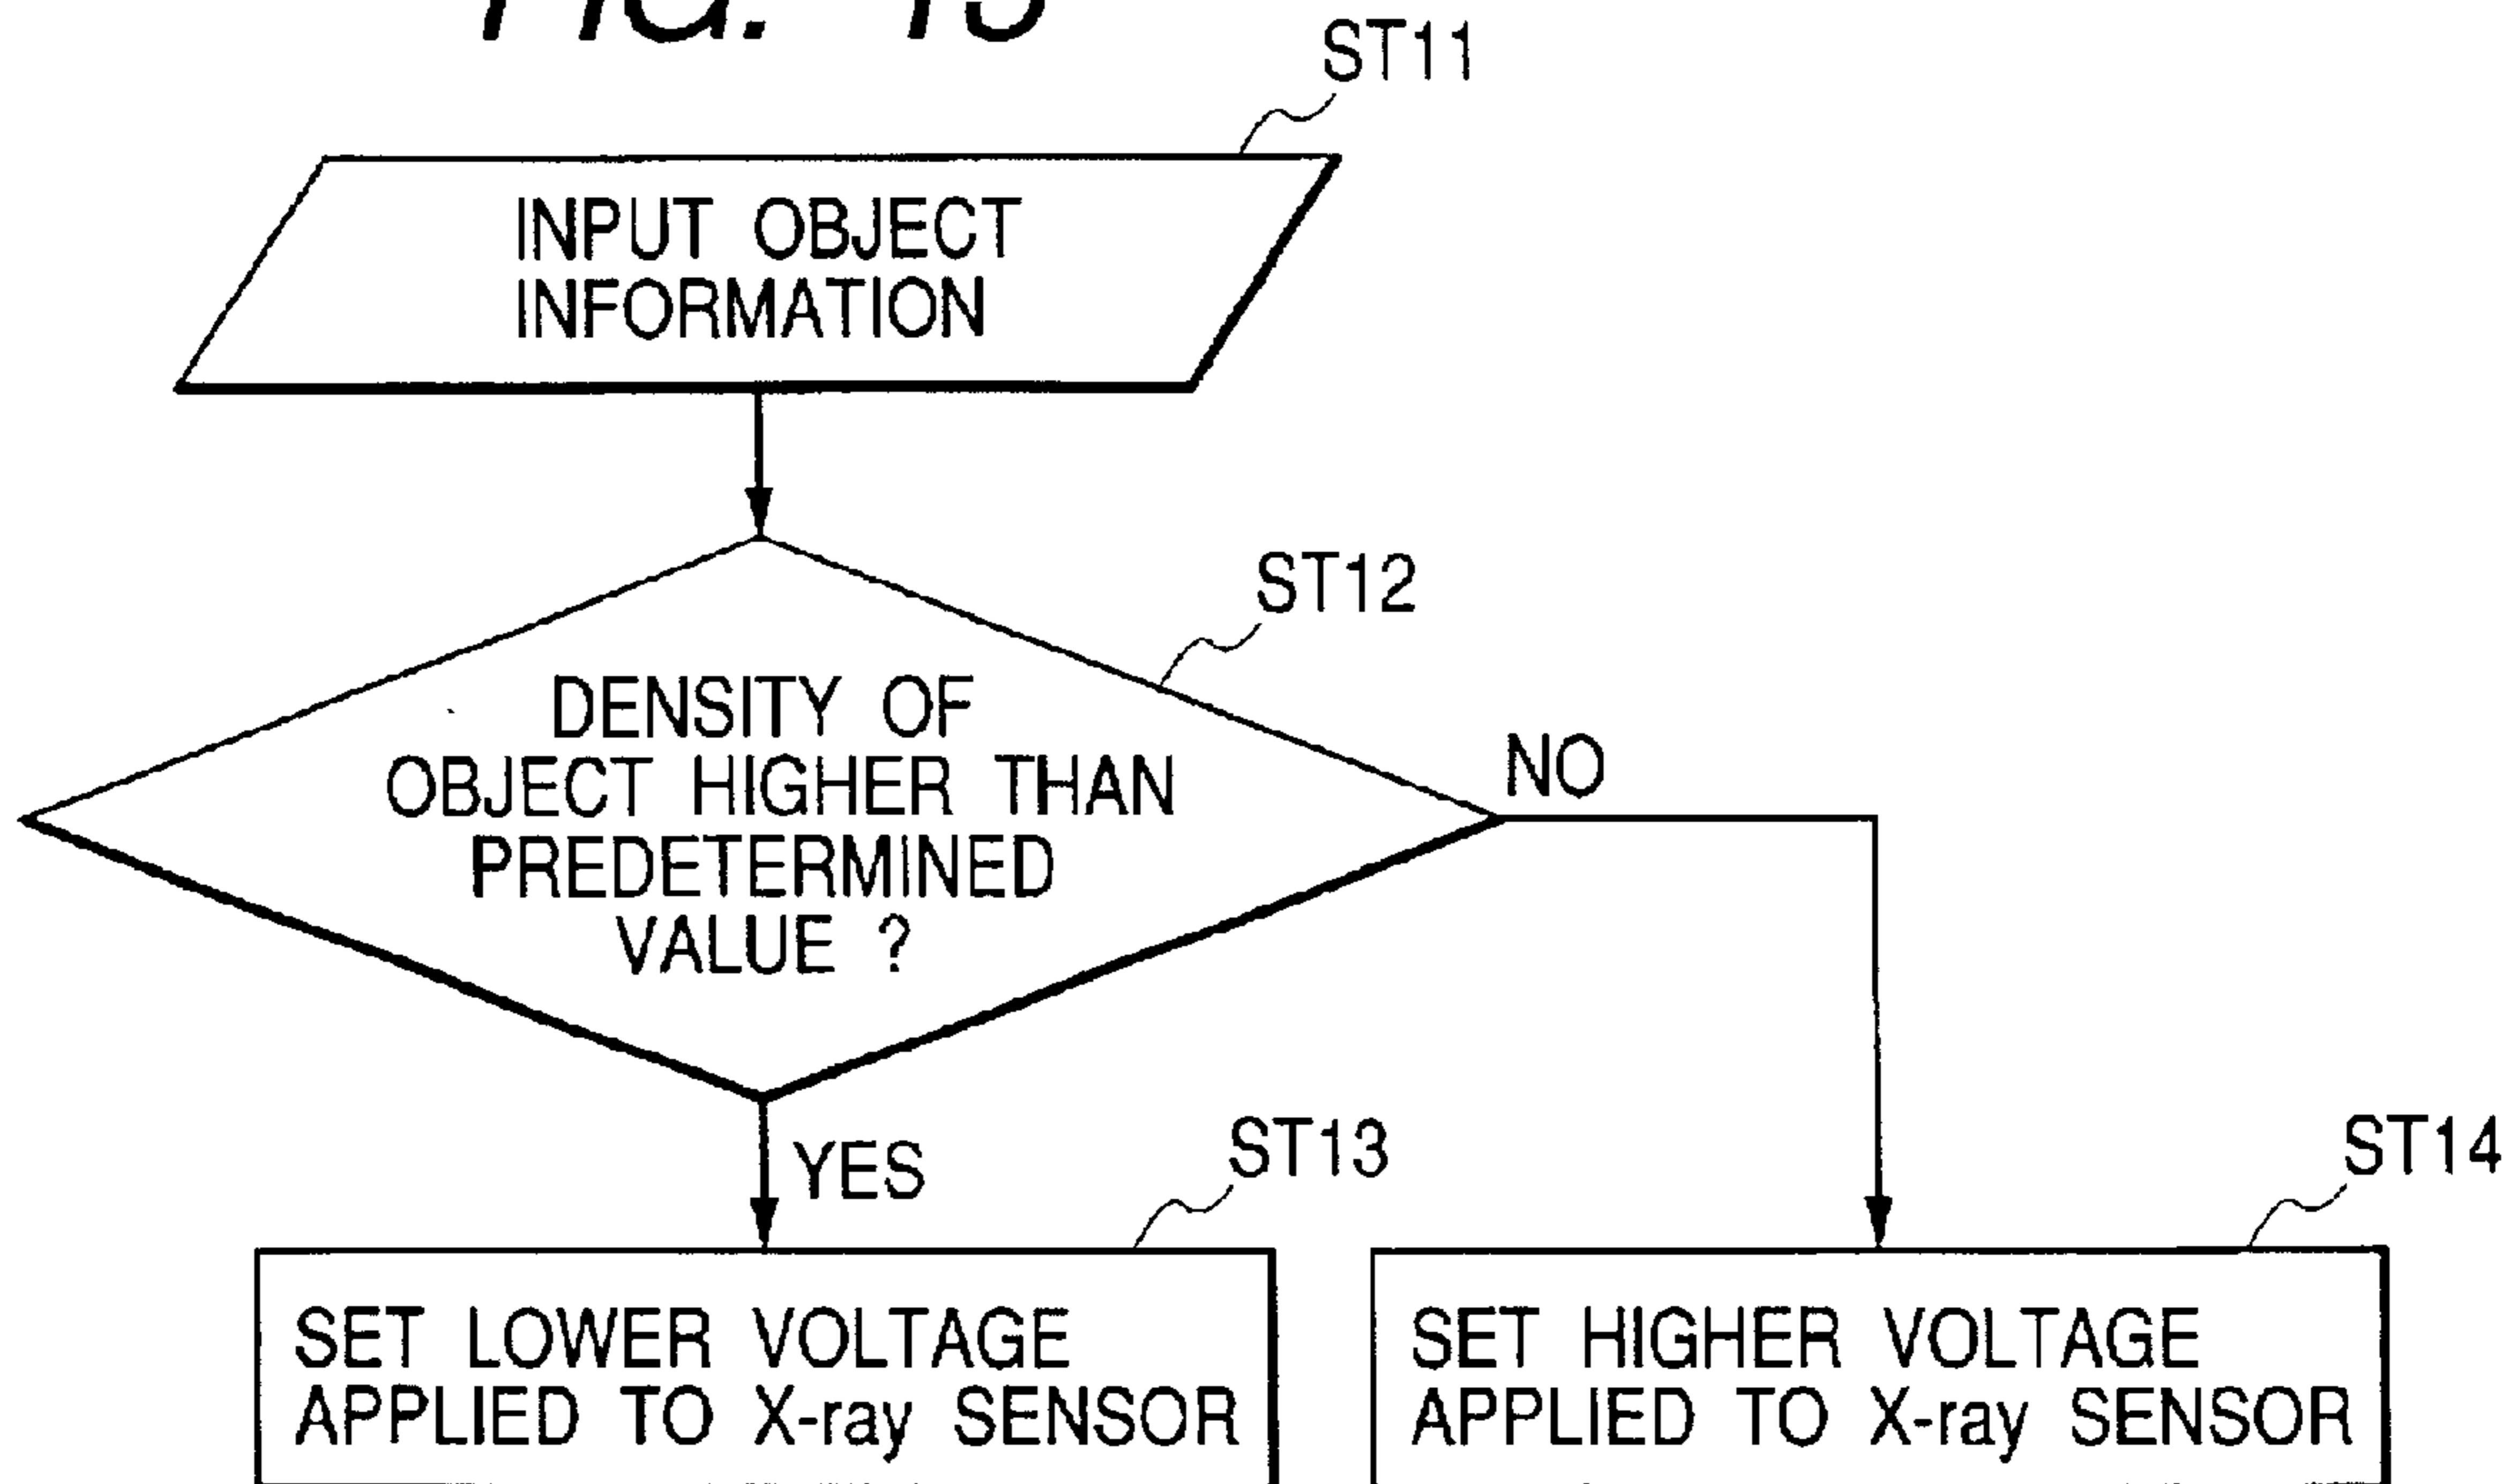 ST11
INPUT OBJECT
INFORMATION
ST12
DENSITY OF
OBJECT HIGHER THAN
PREDETERMINED
VALUE ?
NO
YES
ST13
ST14
SET LOWER VOLTAGE
APPLIED TO X-ray SENSOR
SET HIGHER VOLTAGE
APPLIED TO X-ray SENSOR